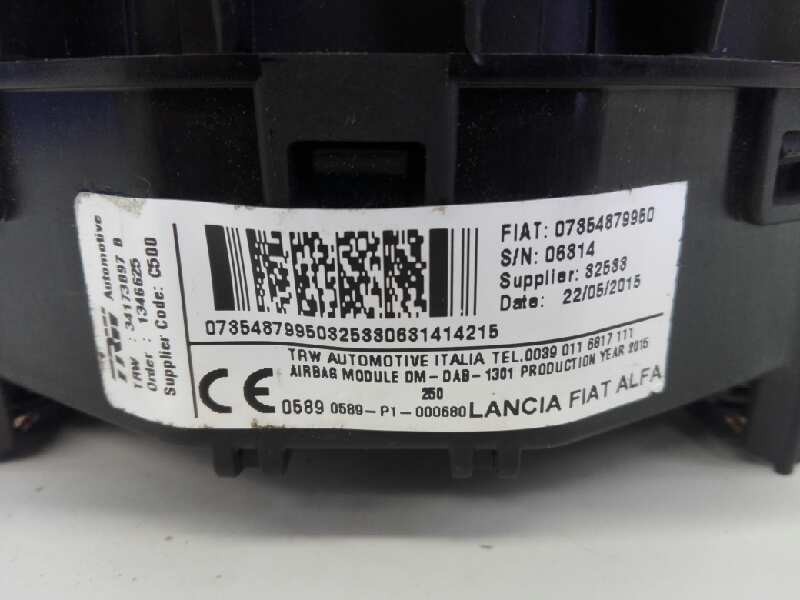 TRW Automotive
TRW : 34173897 B
Order : 1346625
Supplier Code: C500
FIAT: 07354879950
S/N: 06314
Supplier: 32533
Date: 22/05/2015
07354879950325330631414215
TRW AUTOMOTIVE ITALIA TEL.0039 011 6817 111
AIRBAG MODULE DM-DAB-1301 PRODUCTION YEAR 2015
250
CE 0589 0589-P1-000680 LANCIA FIAT ALFA